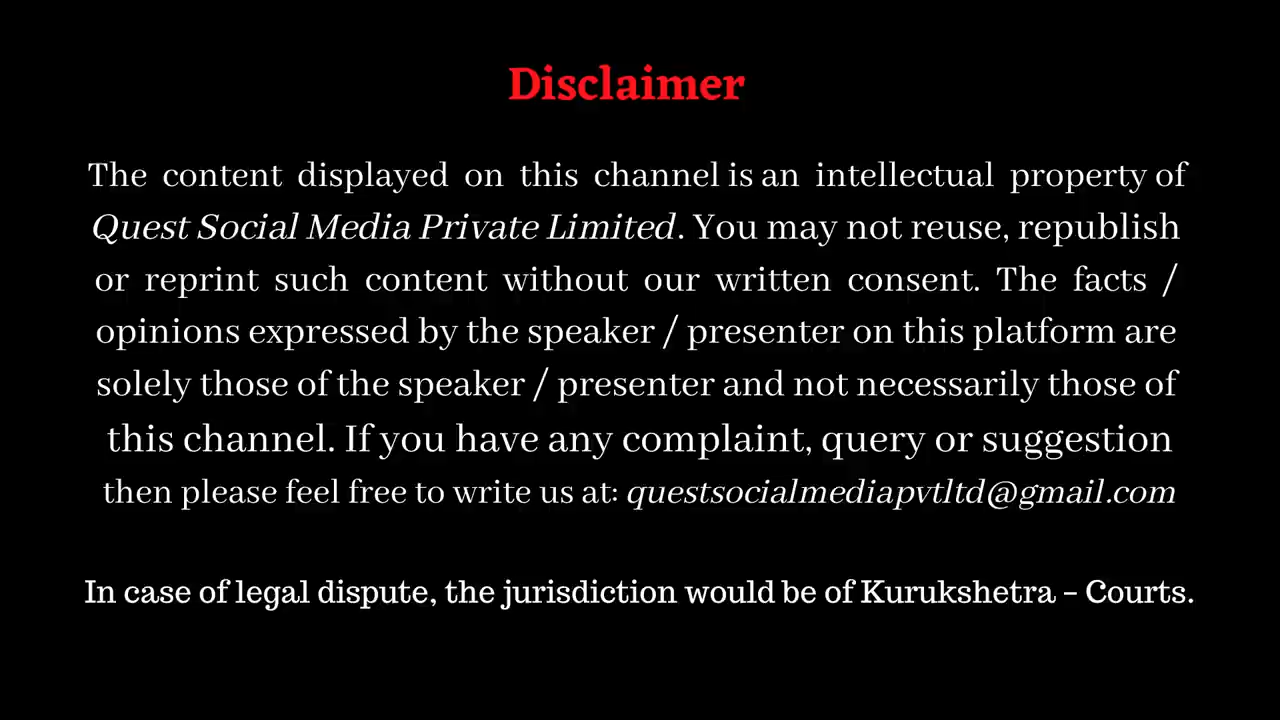 Disclaimer
The content displayed on this channel is an intellectual property of
Quest Social Media Private Limited. You may not reuse, republish
or reprint such content without our written consent. The facts /
opinions expressed by the speaker / presenter on this platform are
solely those of the speaker / presenter and not necessarily those of
this channel. If you have any complaint, query or suggestion
then please feel free to write us at: questsocialmediapvtltd@gmail.com
In case of legal dispute, the jurisdiction would be of Kurukshetra - Courts.